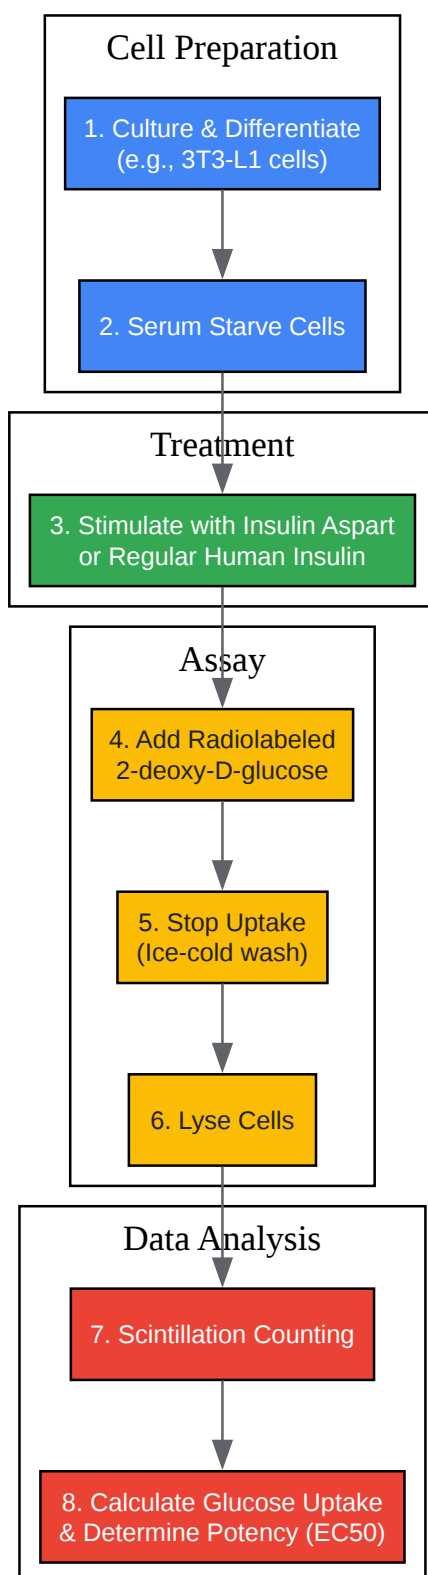 Cell Preparation
1. Culture & Differentiate
(e.g., 3T3-L1 cells)
2. Serum Starve Cells
Treatment
3. Stimulate with Insulin Aspart
or Regular Human Insulin
Assay
4. Add Radiolabeled
2-deoxy-D-glucose
5. Stop Uptake
(Ice-cold wash)
6. Lyse Cells
Data Analysis
7. Scintillation Counting
8. Calculate Glucose Uptake
& Determine Potency (EC50)